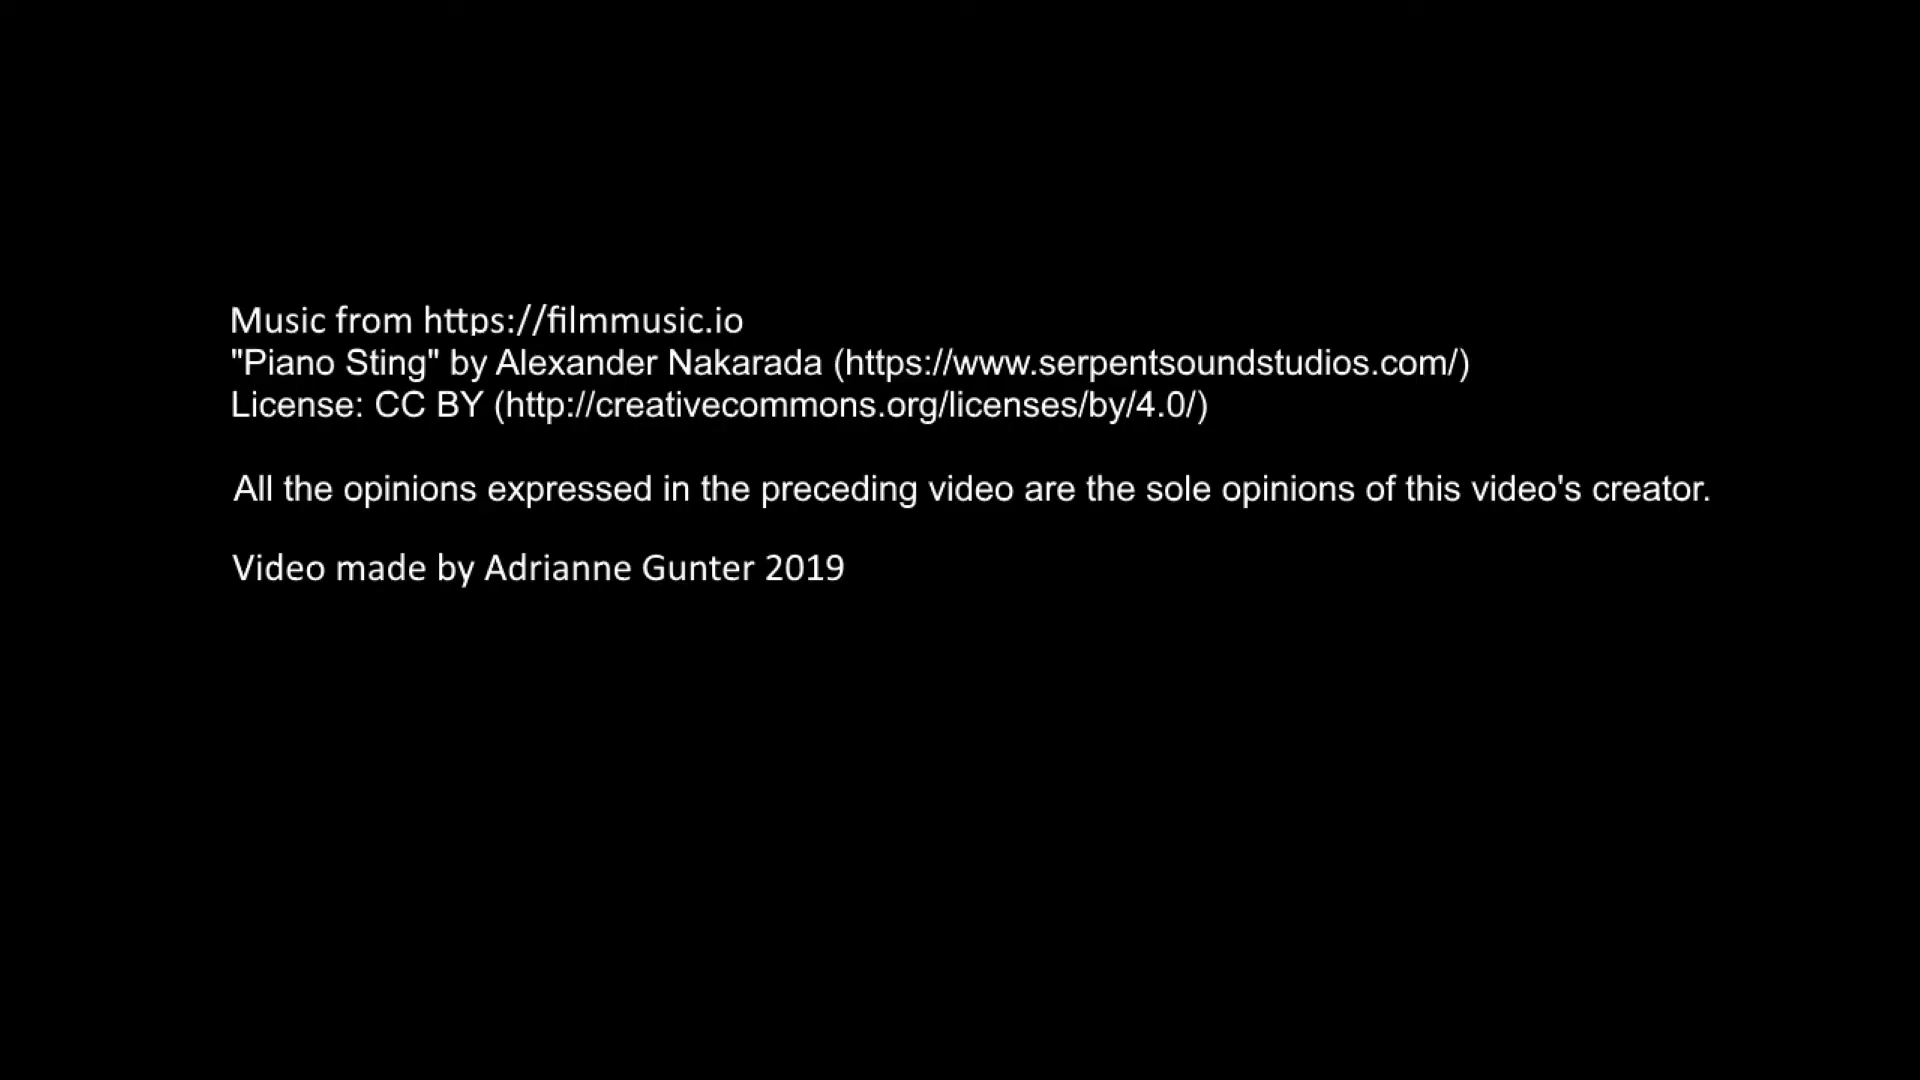 Music from https://filmmusic.io
"Piano Sting" by Alexander Nakarada (https://www.serpentsoundstudios.com/)
License: CC BY (http://creativecommons.org/licenses/by/4.0/)
All the opinions expressed in the preceding video are the sole opinions of this video's creator.
Video made by Adrianne Gunter 2019